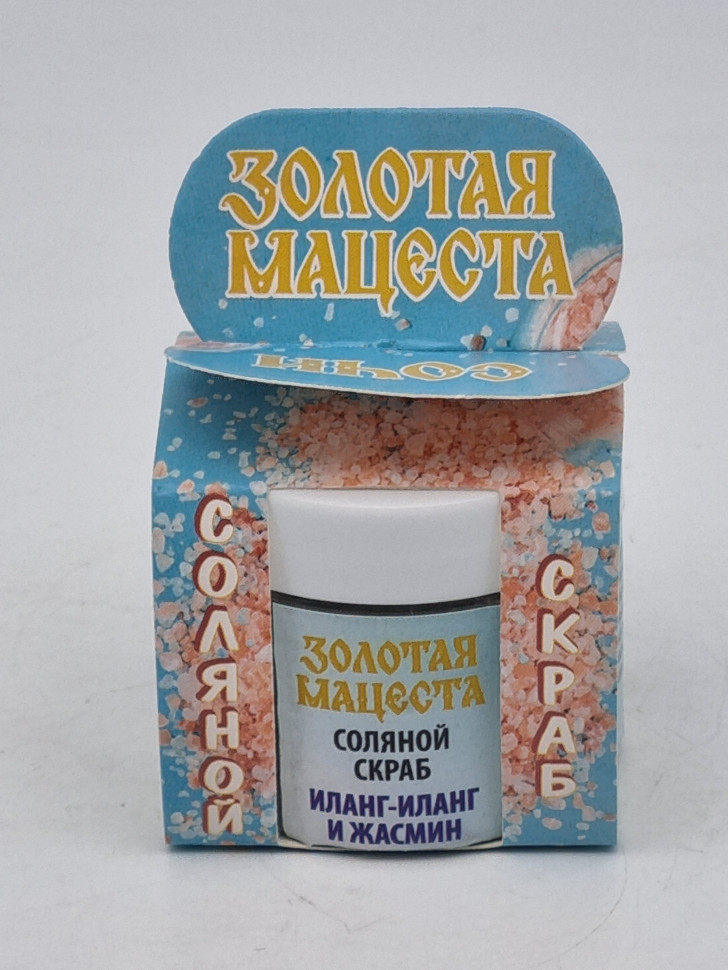 ЗОЛОТАЯ
МАЦЕСТА
СОЧИ
СОЛЯНОЙ
СКРАБ
ЗОЛОТАЯ
МАЦЕСТА
СОЛЯНОЙ
СКРАБ
ИЛАНГ-ИЛАНГ
И ЖАСМИН